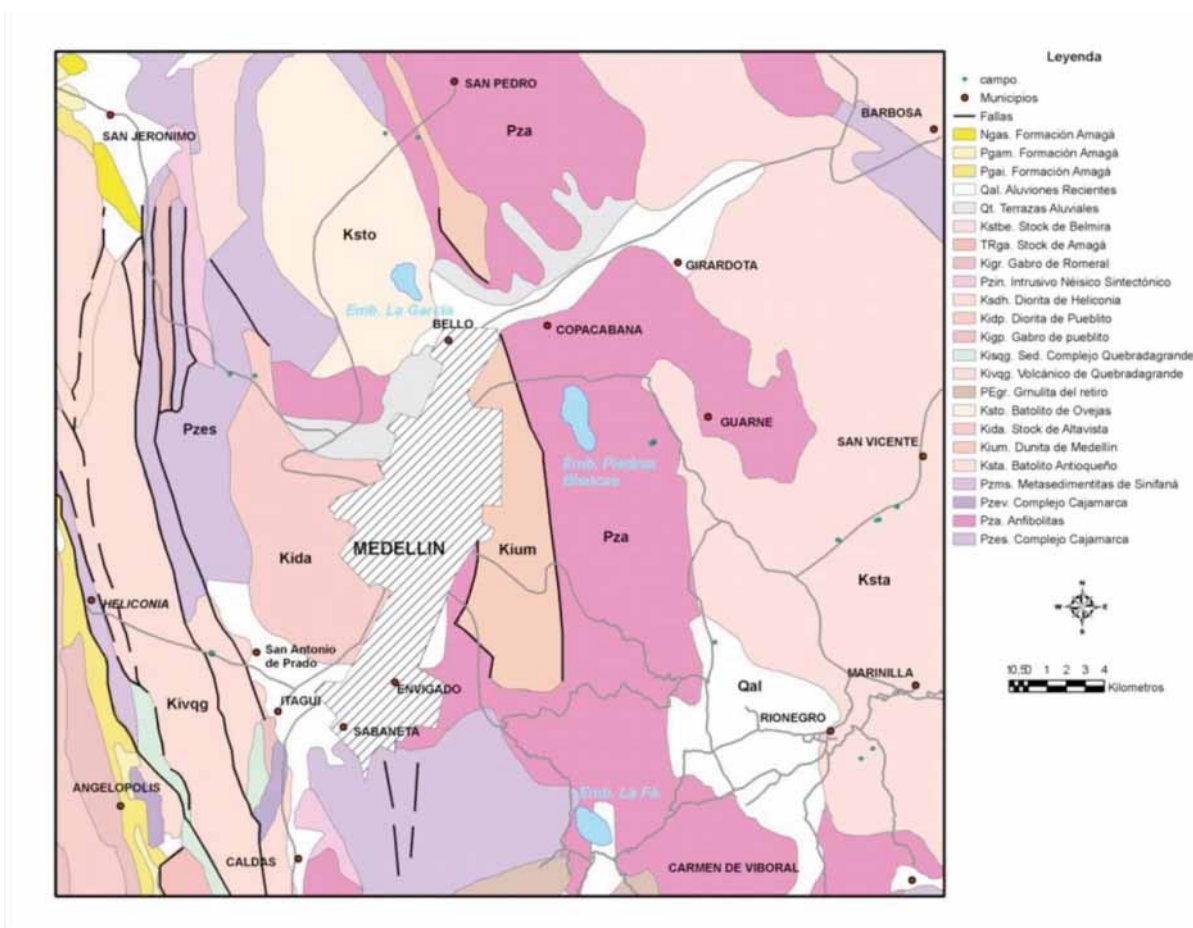 SAN PEDRO
BARBOSA
SAN JERONIMO
Pza
Ksto
GIRARDOTA
Emb. La García
BELLO
COPACABANA
Pzes
GUARNE
SAN VICENTE
Emb. Piedras
Blancas
MEDELLIN
Kium
Pza
Kida
Ksta
HELICONIA
San Antonio
de Prado
Kivqg
ITAGUI
ENVIGADO
SABANETA
Qal
MARINILLA
RIONEGRO
ANGELOPOLIS
Emb. La Fé
CALDAS
CARMEN DE VIBORAL
Leyenda
campo
Municipios
Fallas
Ngas. Formación Amagá
Pgam. Formación Amagá
Pgai. Formación Amagá
Qal. Aluviones Recientes
Qt. Terrazas Aluviales
Kstbe. Stock de Belmira
TRga. Stock de Amagá
Kigr. Gabro de Romeral
Pzin. Intrusivo Néisico Sintectónico
Ksdh. Diorita de Heliconia
Kidp. Diorita de Pueblito
Kigp. Gabro de pueblito
Kisqg. Sed. Complejo Quebradagrande
Kivqg. Volcánico de Quebradagrande
PEgr. Grnulita del retiro
Ksto. Batolito de Ovejas
Kida. Stock de Altavista
Kium. Dunita de Medellín
Ksta. Batolito Antioqueño
Pzms. Metasedimentitas de Sinifaná
Pzev. Complejo Cajamarca
Pza. Anfibolitas
Pzes. Complejo Cajamarca
N
W E
S
10,50 1 2 3 4
Kilometros